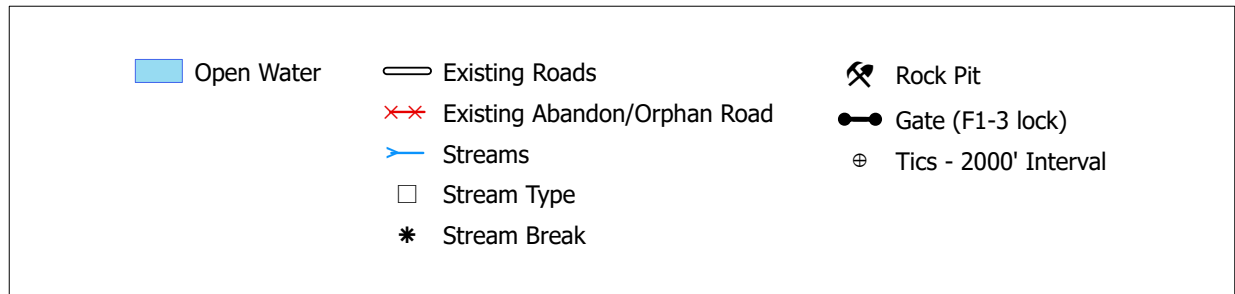 Open Water
Existing Roads
Existing Abandon/Orphan Road
Streams
Stream Type
Stream Break
Rock Pit
Gate (F1-3 lock)
Tics - 2000' Interval